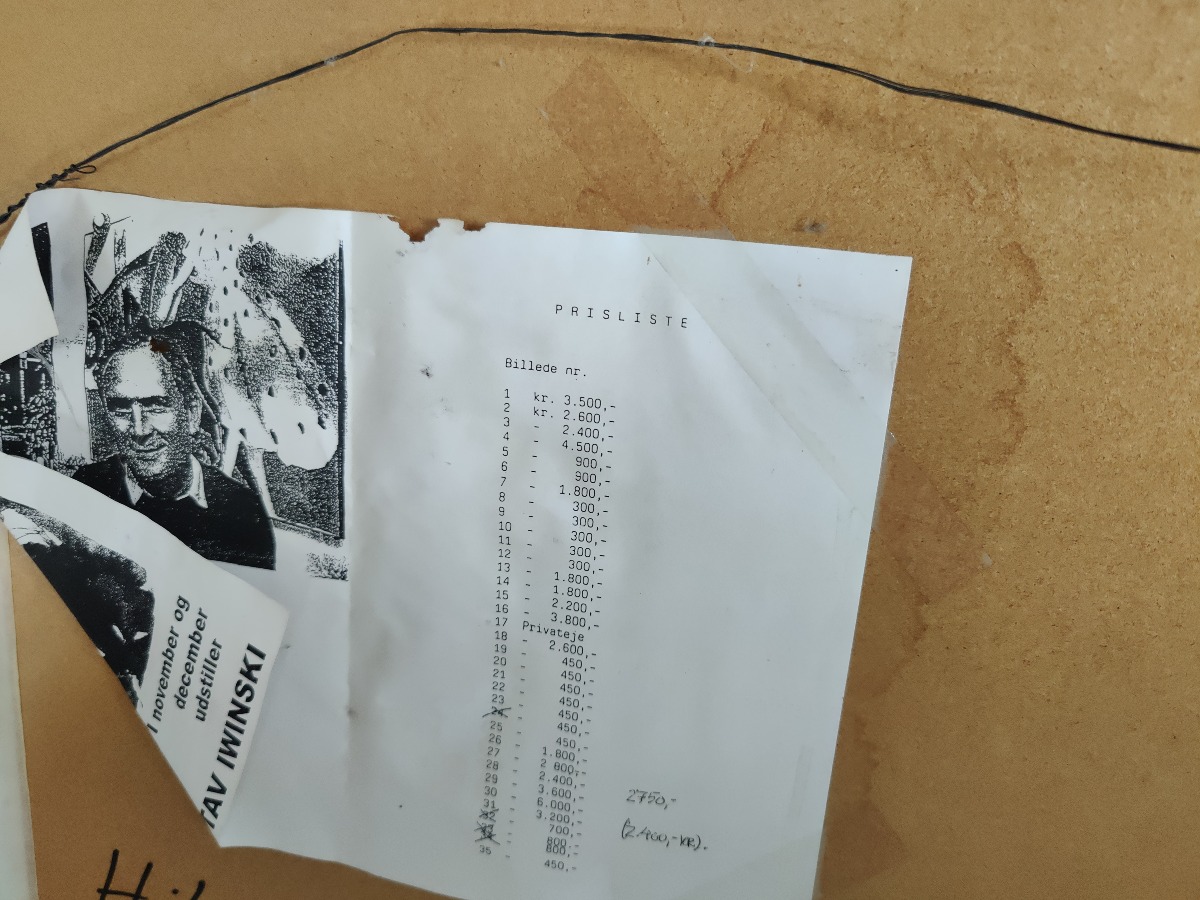 PRISLISTE
Billede nr.
1 kr. 3.500,-
2 kr. 2.600,-
3 - 2.400,-
4 - 4.500,-
5 - 900,-
6 - 900,-
7 - 1.800,-
8 - 300,-
9 - 300,-
10 - 300,-
11 - 300,-
12 - 300,-
13 - 1.800,-
14 - 1.800,-
15 - 2.200,-
16 - 3.800,-
17 Privateje
18 - 2.600,-
19 - 450,-
20 - 450,-
21 - 450,-
22 - 450,-
23 - 450,-
24 - 450,-
25 - 450,-
26 - 1.800,-
27 - 2 800,-
28 - 2.400,-
29 - 3.600,-
30 - 6.000,- 2750,-
31 - 3.200,-
700,- (2.400,-KR).
800,-
800,-
35 - 450,-
november og
december
udstiller
TAV IWINSKI